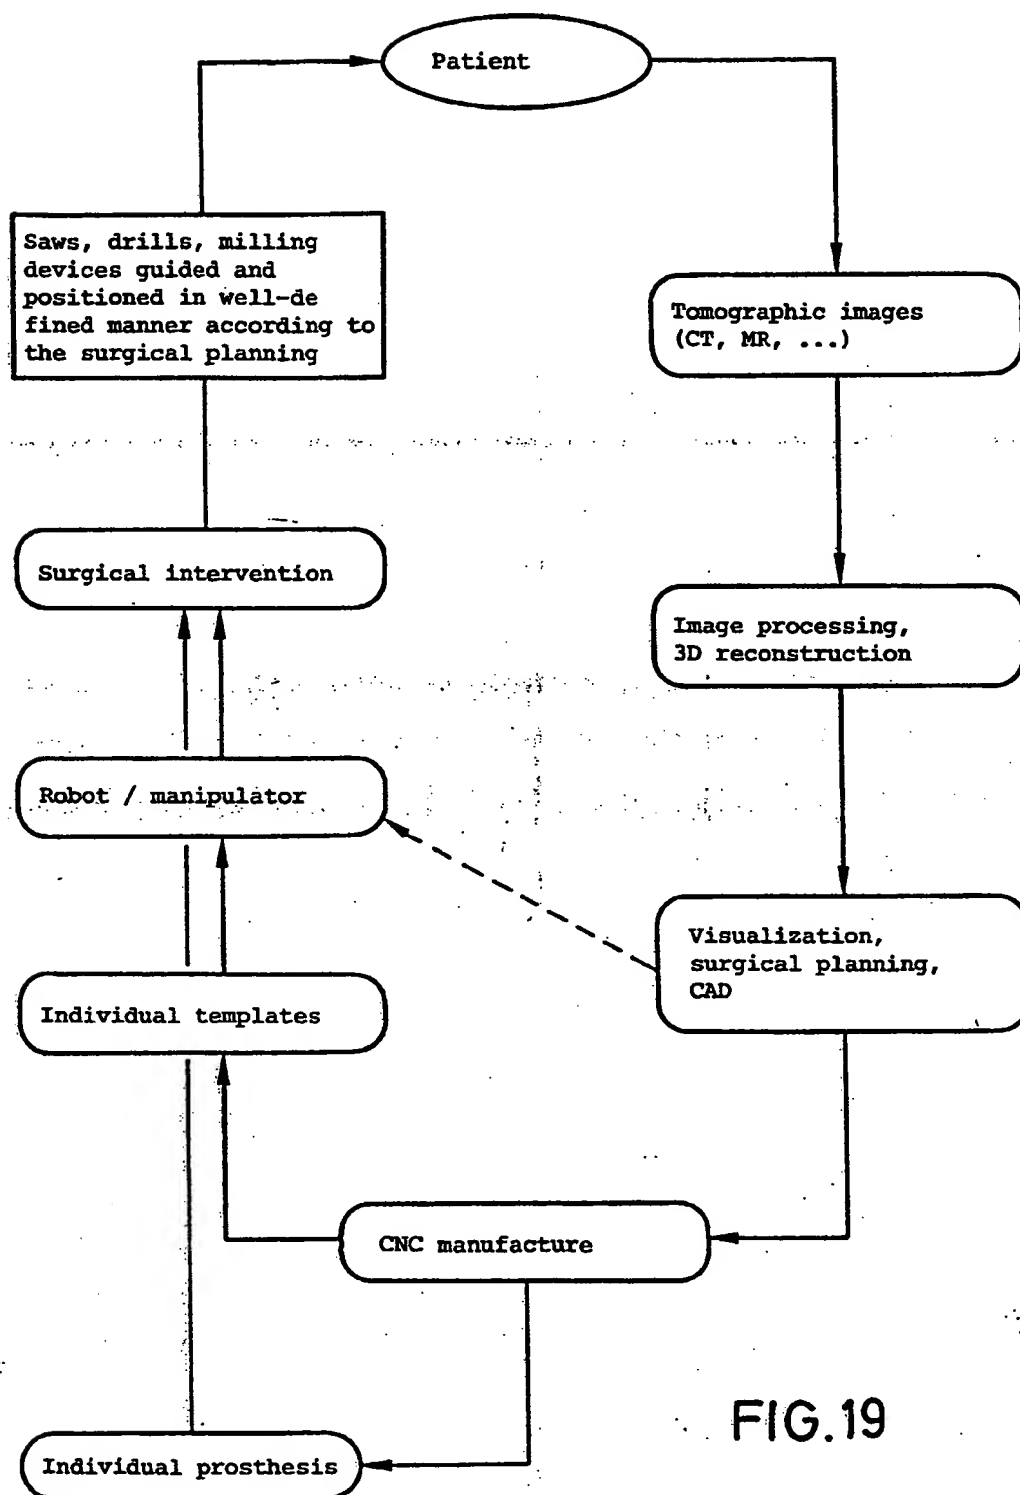 Patient
Saws, drills, milling
devices guided and
positioned in well-de
fined manner according to
the surgical planning
Tomographic images
(CT, MR, ...)
Surgical intervention
Image processing,
3D reconstruction
Robot / manipulator
Visualization,
surgical planning,
CAD
Individual templates
CNC manufacture
Individual prosthesis
FIG.19